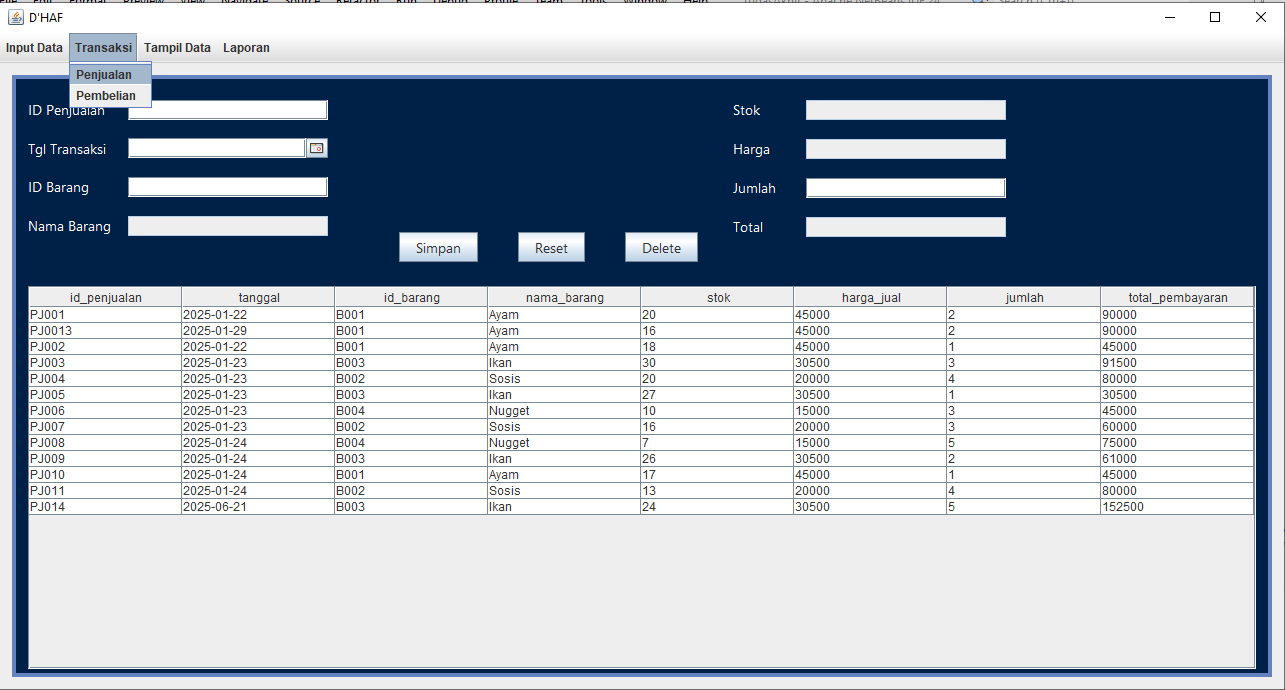 D'HAF
Input Data Transaksi Tampil Data Laporan
Penjualan
Pembelian
ID Penjualan
Stok
Tgl Transaksi
Harga
ID Barang
Jumlah
Nama Barang
Total
Simpan Reset Delete
id_penjualan tanggal id_barang nama_barang stok harga_jual jumlah total_pembayaran
PJ001 2025-01-22 B001 Ayam 20 45000 2 90000
PJ0013 2025-01-29 B001 Ayam 16 45000 2 90000
PJ002 2025-01-22 B001 Ayam 18 45000 1 45000
PJ003 2025-01-23 B003 Ikan 30 30500 3 91500
PJ004 2025-01-23 B002 Sosis 20 20000 4 80000
PJ005 2025-01-23 B003 Ikan 27 30500 1 30500
PJ006 2025-01-23 B004 Nugget 10 15000 3 45000
PJ007 2025-01-23 B002 Sosis 16 20000 3 60000
PJ008 2025-01-24 B004 Nugget 7 15000 5 75000
PJ009 2025-01-24 B003 Ikan 26 30500 2 61000
PJ010 2025-01-24 B001 Ayam 17 45000 1 45000
PJ011 2025-01-24 B002 Sosis 13 20000 4 80000
PJ014 2025-06-21 B003 Ikan 24 30500 5 152500